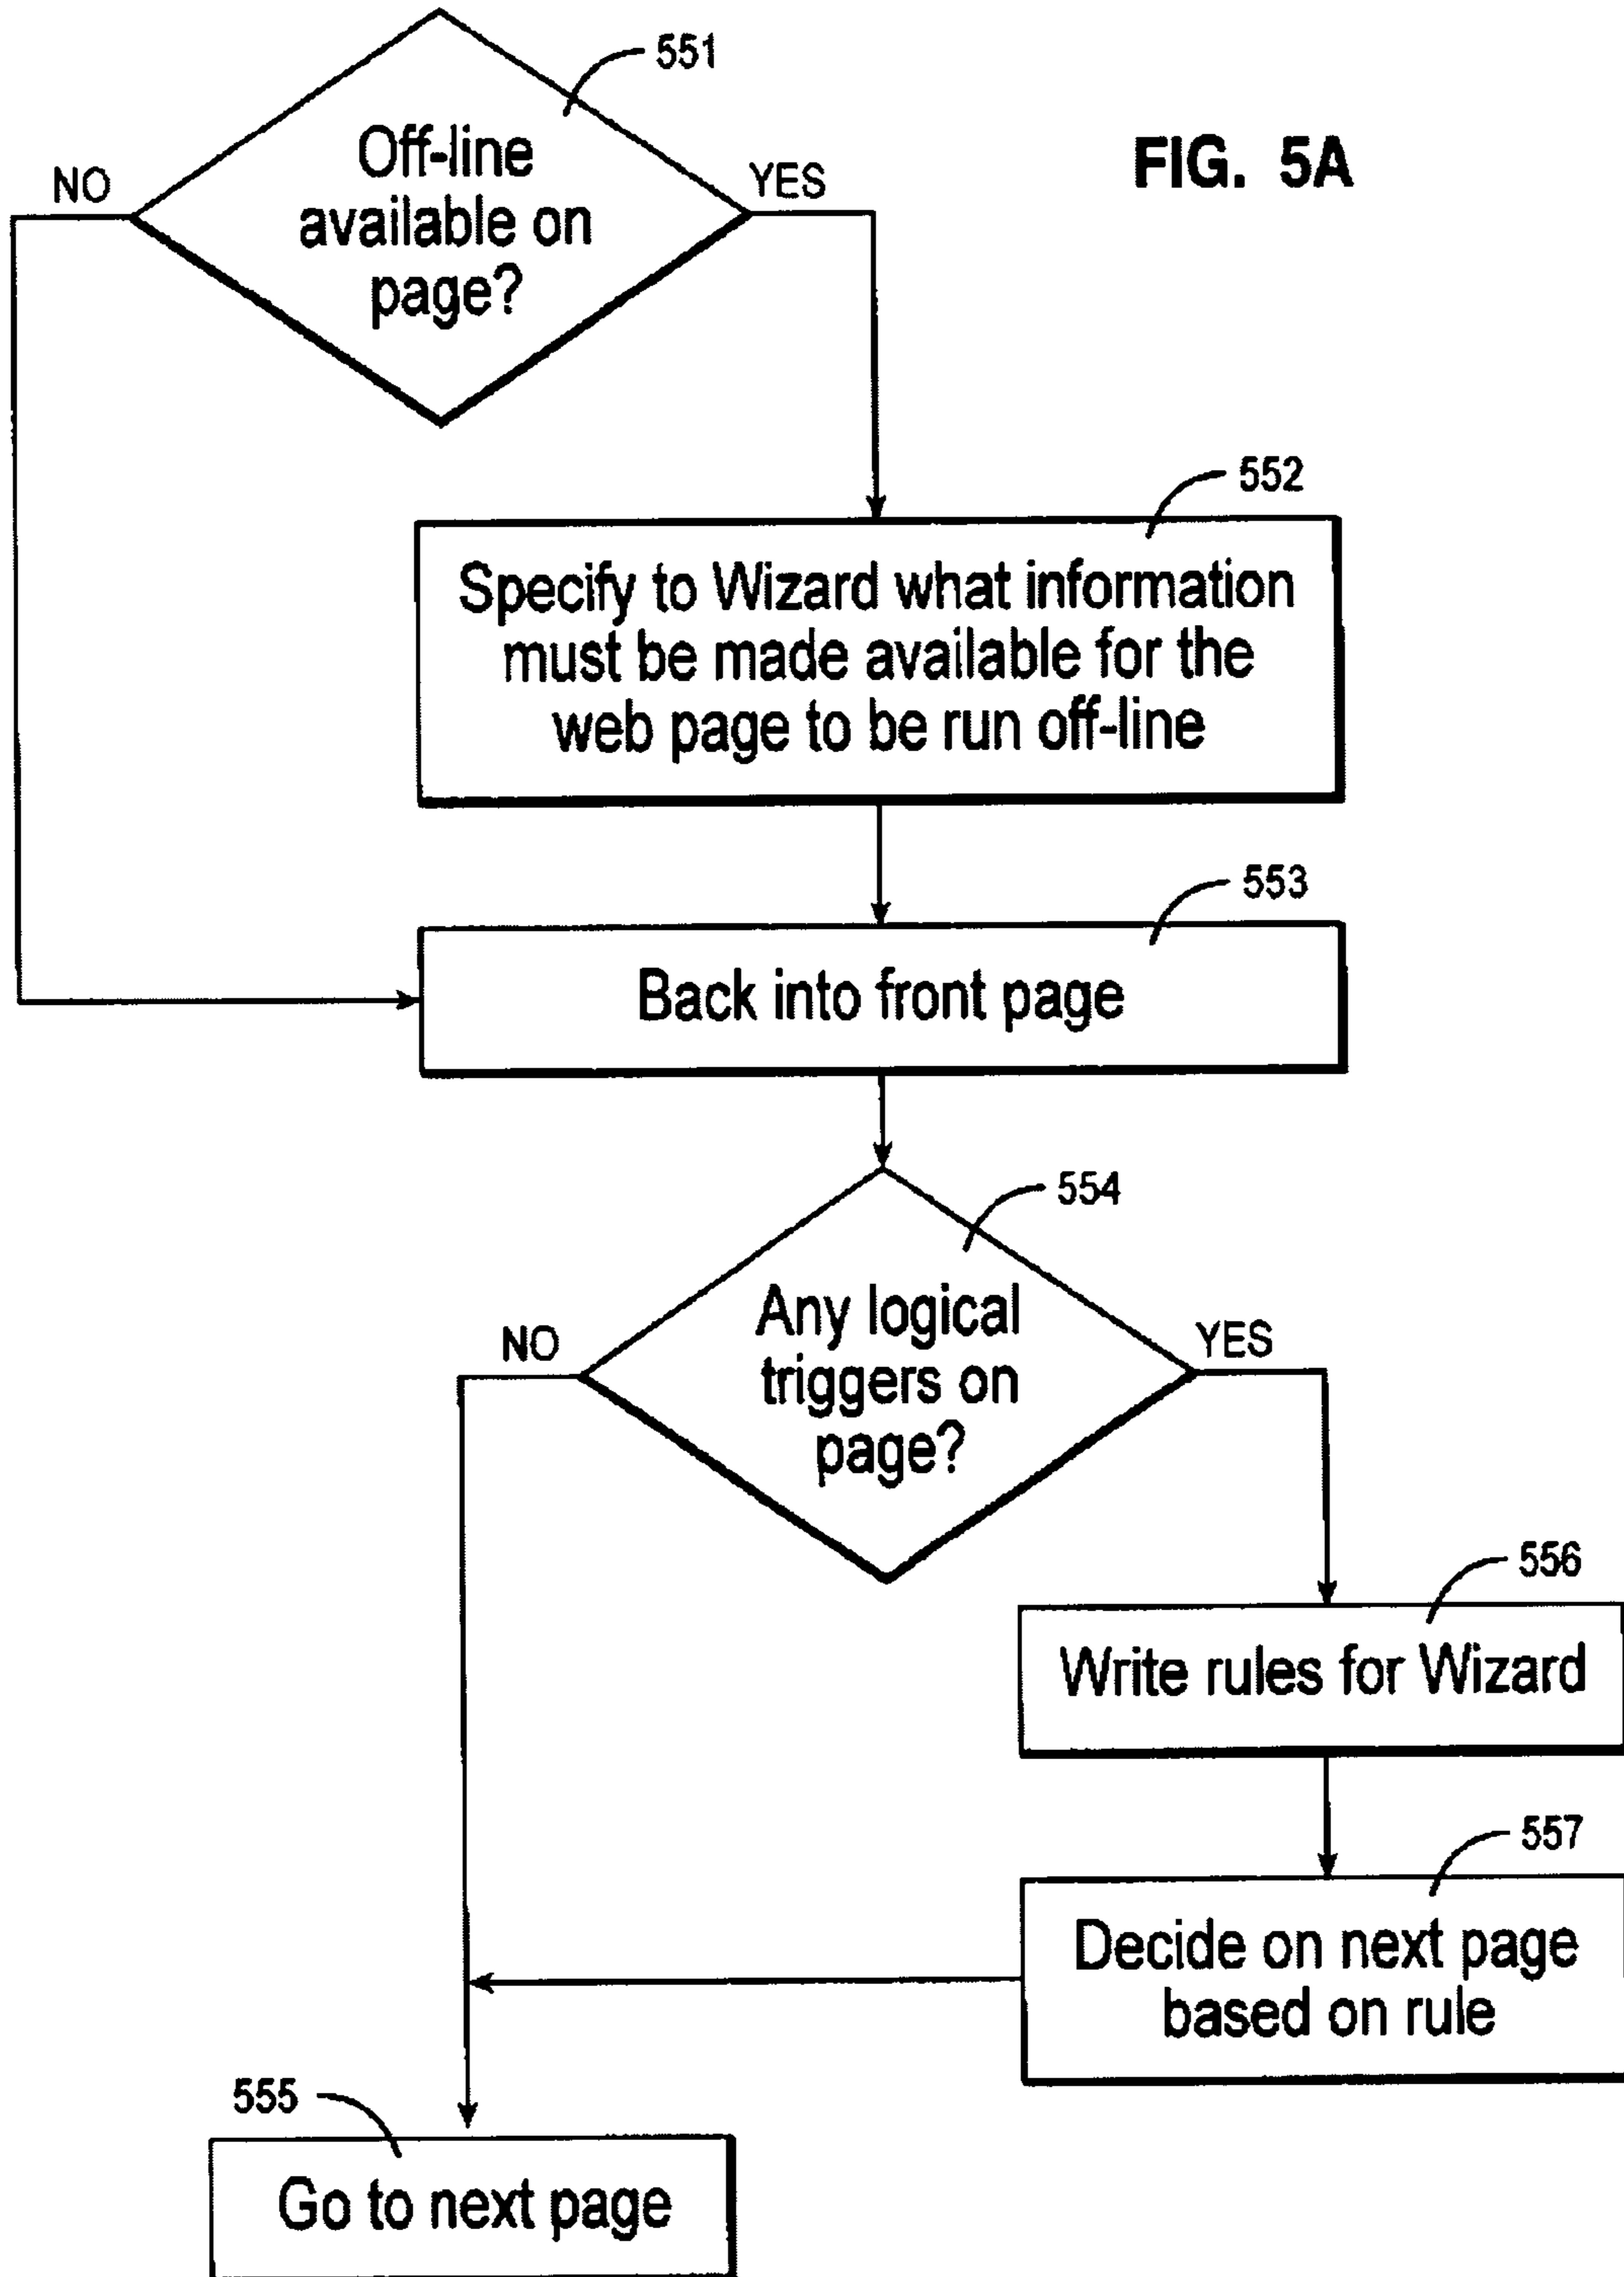 551
FIG. 5A
Off-line
available on
page?
NO
YES
552
Specify to Wizard what information
must be made available for the
web page to be run off-line
553
Back into front page
554
Any logical
triggers on
page?
NO
YES
556
Write rules for Wizard
557
Decide on next page
based on rule
555
Go to next page